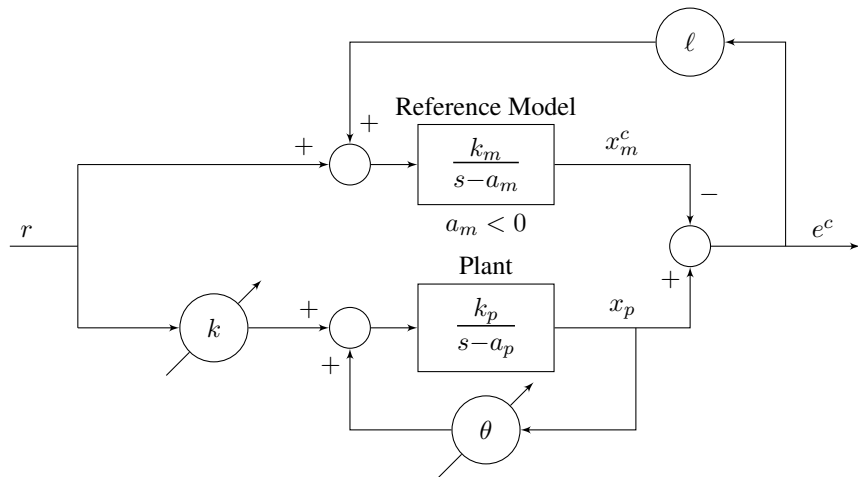 ℓ
Reference Model
+
+
k_m
s−a_m
x_m^c
a_m < 0
−
r
e^c
Plant
+
k
+
+
k_p
s−a_p
x_p
θ